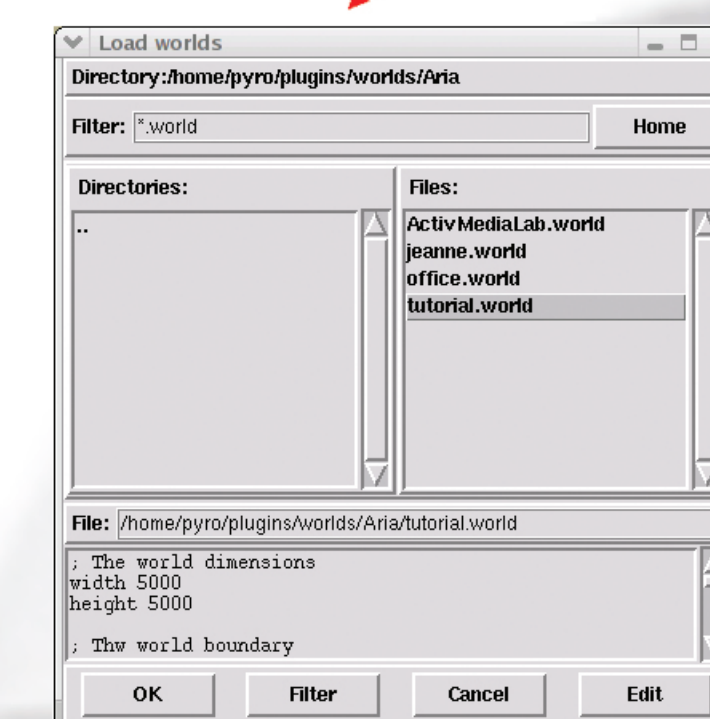 Load worlds
Directory:/home/pyro/plugins/worlds/Aria
Filter: *.world Home
Directories: Files:
..
ActivMediaLab.world
jeanne.world
office.world
tutorial.world
File: /home/pyro/plugins/worlds/Aria/tutorial.world
; The world dimensions
width 5000
height 5000
; Thw world boundary
OK Filter Cancel Edit